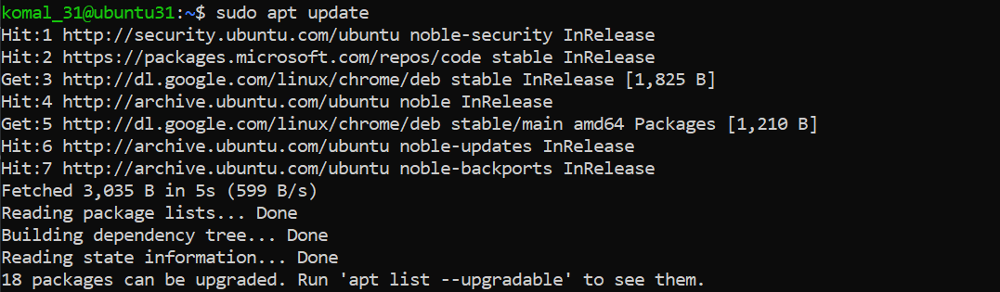 komal_31@ubuntu31:~$ sudo apt update
Hit:1 http://security.ubuntu.com/ubuntu noble-security InRelease
Hit:2 https://packages.microsoft.com/repos/code stable InRelease
Get:3 http://dl.google.com/linux/chrome/deb stable InRelease [1,825 B]
Hit:4 http://archive.ubuntu.com/ubuntu noble InRelease
Get:5 http://dl.google.com/linux/chrome/deb stable/main amd64 Packages [1,210 B]
Hit:6 http://archive.ubuntu.com/ubuntu noble-updates InRelease
Hit:7 http://archive.ubuntu.com/ubuntu noble-backports InRelease
Fetched 3,035 B in 5s (599 B/s)
Reading package lists... Done
Building dependency tree... Done
Reading state information... Done
18 packages can be upgraded. Run 'apt list --upgradable' to see them.